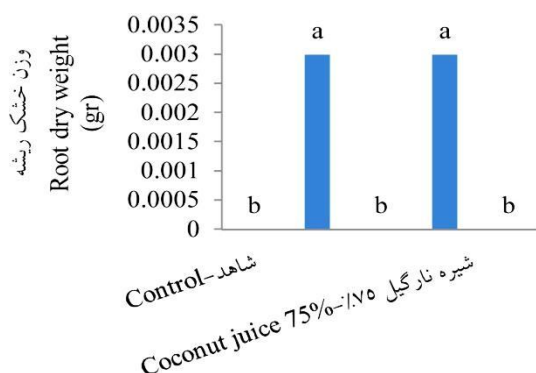 وزن خشک ریشه
Root dry weight
(gr)
0.0035
0.003
0.0025
0.002
0.0015
0.001
0.0005
0
b
a
b
a
b
Control-شاهد
Coconut juice 75%-٪۷۵ شیره نارگیل